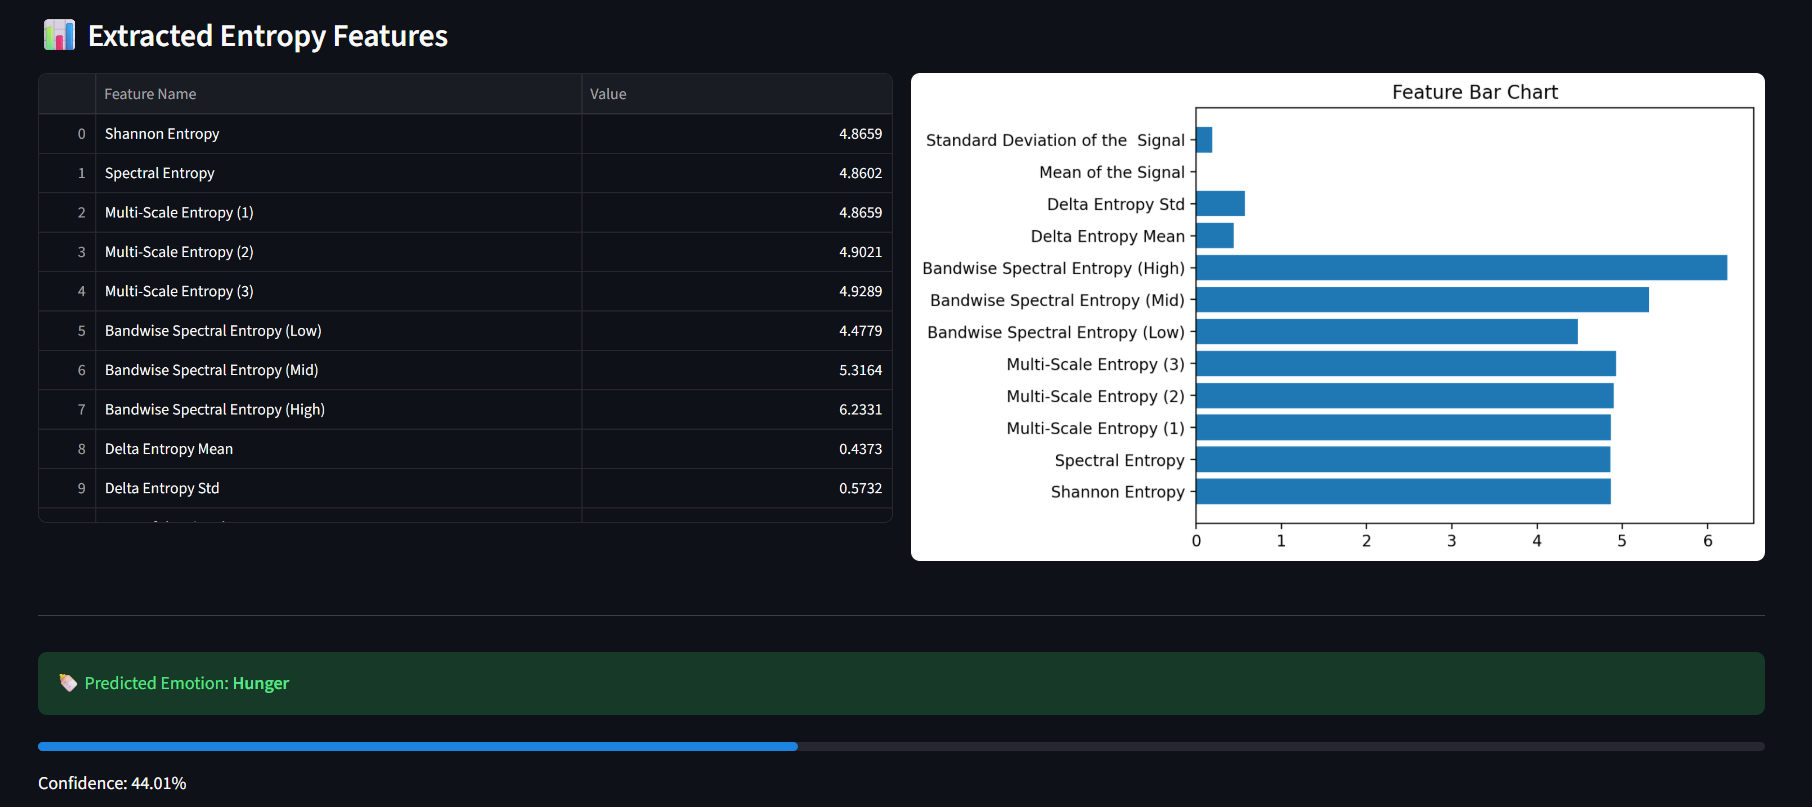 Extracted Entropy Features
Feature Name Value
0 Shannon Entropy 4.8659
1 Spectral Entropy 4.8602
2 Multi-Scale Entropy (1) 4.8659
3 Multi-Scale Entropy (2) 4.9021
4 Multi-Scale Entropy (3) 4.9289
5 Bandwise Spectral Entropy (Low) 4.4779
6 Bandwise Spectral Entropy (Mid) 5.3164
7 Bandwise Spectral Entropy (High) 6.2331
8 Delta Entropy Mean 0.4373
9 Delta Entropy Std 0.5732
Feature Bar Chart
Standard Deviation of the  Signal
Mean of the Signal
Delta Entropy Std
Delta Entropy Mean
Bandwise Spectral Entropy (High)
Bandwise Spectral Entropy (Mid)
Bandwise Spectral Entropy (Low)
Multi-Scale Entropy (3)
Multi-Scale Entropy (2)
Multi-Scale Entropy (1)
Spectral Entropy
Shannon Entropy
0 1 2 3 4 5 6
Predicted Emotion: Hunger
Confidence: 44.01%